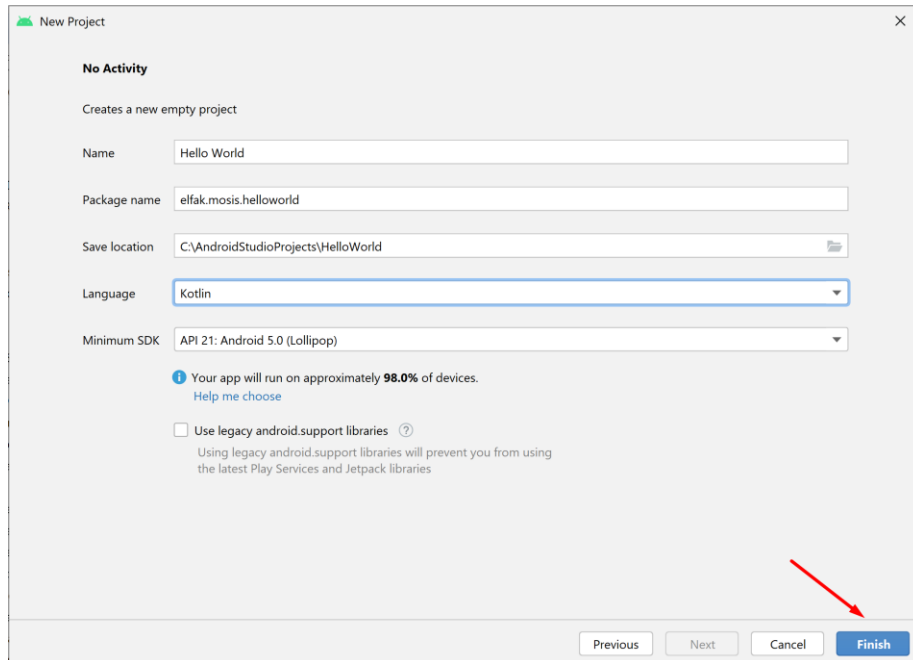 New Project
No Activity
Creates a new empty project
Name
Hello World
Package name
elfak.mosis.helloworld
Save location
C:\AndroidStudioProjects\HelloWorld
Language
Kotlin
Minimum SDK
API 21: Android 5.0 (Lollipop)
Your app will run on approximately 98.0% of devices.
Help me choose
Use legacy android.support libraries
Using legacy android.support libraries will prevent you from using
the latest Play Services and Jetpack libraries
Previous
Next
Cancel
Finish